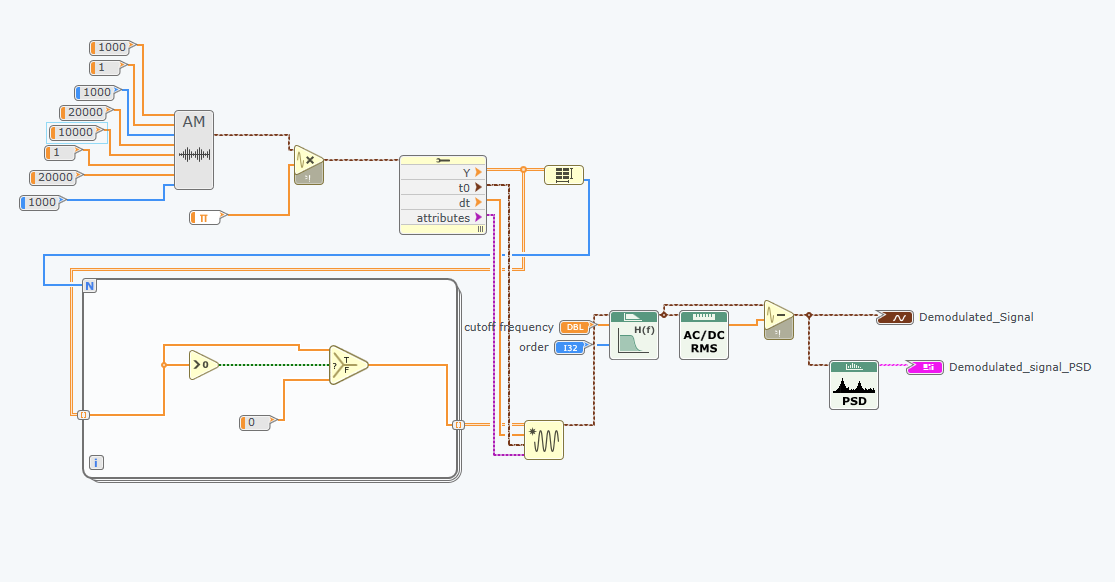 1000
1
1000
20000
10000
1
20000
1000
AM
π
×
Y
t0
dt
attributes
N
> 0
?
T
F
0
i
cutoff frequency
DBL
order
I32
H(f)
AC/DC
RMS
Demodulated_Signal
PSD
Demodulated_signal_PSD